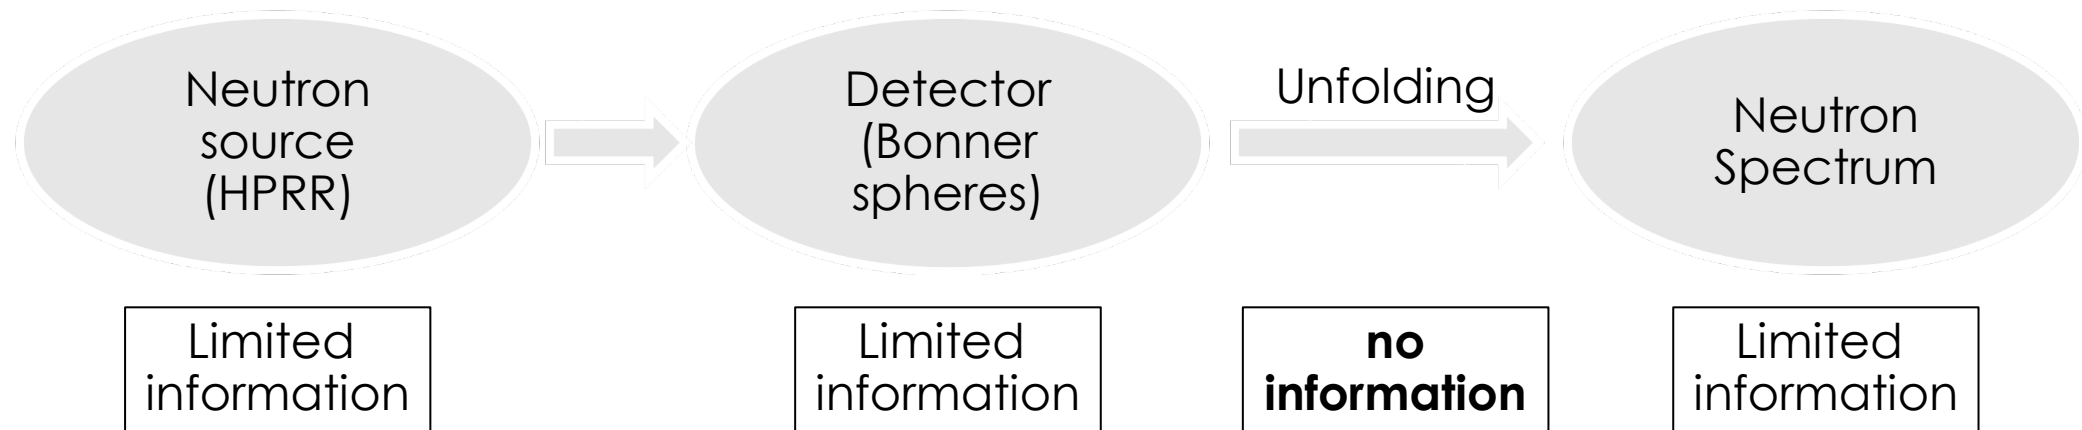 Neutron
source
(HPRR)
Detector
(Bonner
spheres)
Unfolding
Neutron
Spectrum
Limited
information
Limited
information
no
information
Limited
information